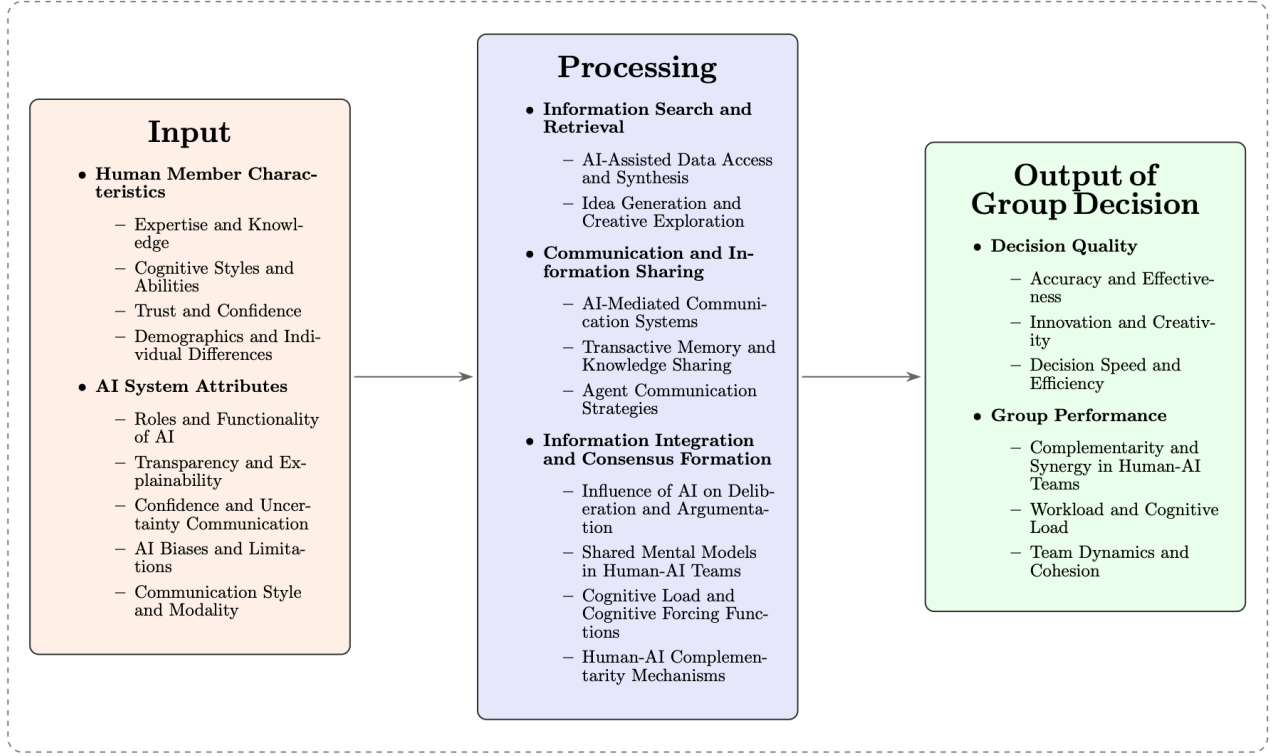 Input
• Human Member Charac-
teristics
– Expertise and Knowl-
edge
– Cognitive Styles and
Abilities
– Trust and Confidence
– Demographics and Indi-
vidual Differences
• AI System Attributes
– Roles and Functionality
of AI
– Transparency and Ex-
plainability
– Confidence and Uncer-
tainty Communication
– AI Biases and Limita-
tions
– Communication Style
and Modality
Processing
• Information Search and
Retrieval
– AI-Assisted Data Access
and Synthesis
– Idea Generation and
Creative Exploration
• Communication and In-
formation Sharing
– AI-Mediated Communi-
cation Systems
– Transactive Memory and
Knowledge Sharing
– Agent Communication
Strategies
• Information Integration
and Consensus Formation
– Influence of AI on Delib-
eration and Argumenta-
tion
– Shared Mental Models
in Human-AI Teams
– Cognitive Load and
Cognitive Forcing Func-
tions
– Human-AI Complemen-
tarity Mechanisms
Output of
Group Decision
• Decision Quality
– Accuracy and Effective-
ness
– Innovation and Creativ-
ity
– Decision Speed and
Efficiency
• Group Performance
– Complementarity and
Synergy in Human-AI
Teams
– Workload and Cognitive
Load
– Team Dynamics and
Cohesion